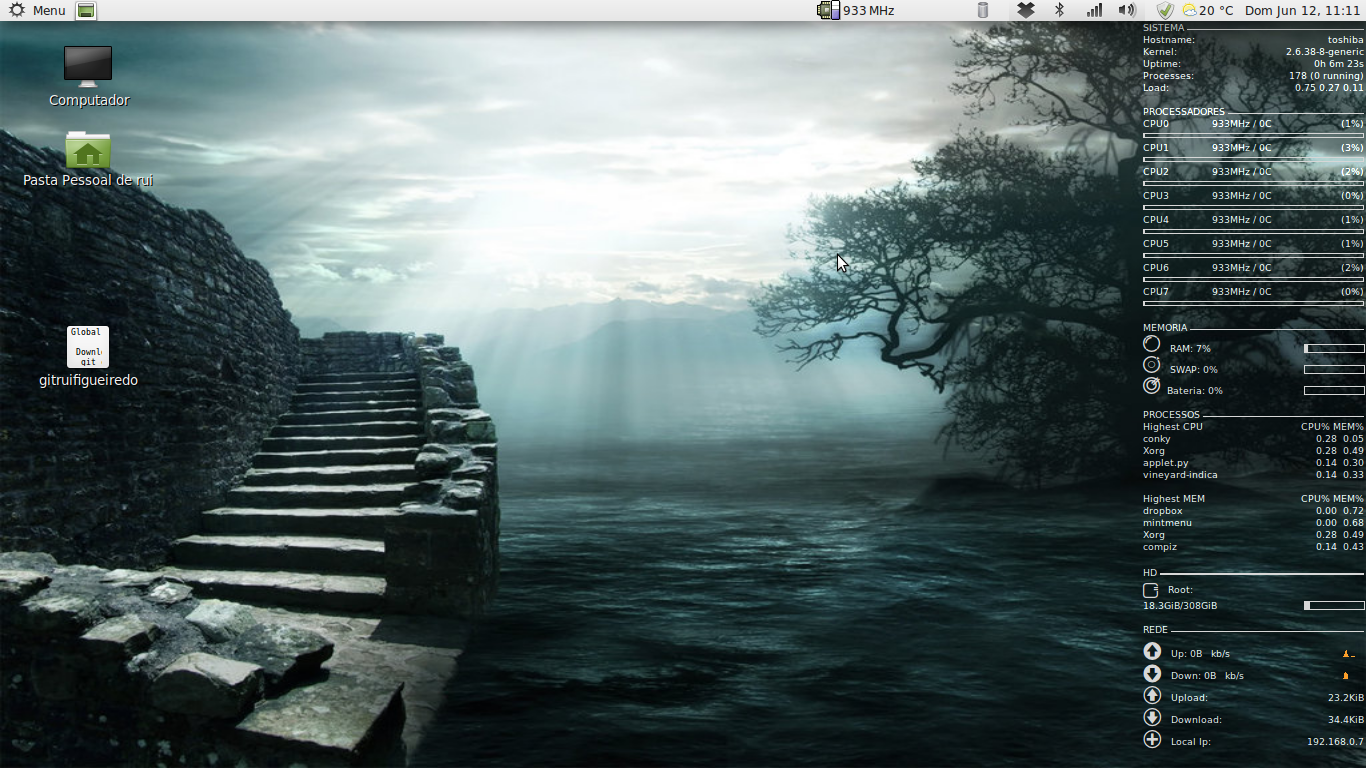 Menu
933 MHz
20 °C Dom Jun 12, 11:11
Computador
Pasta Pessoal de rui
Global
Downl
git
gitruifigueiredo
SISTEMA
Hostname: toshiba
Kernel: 2.6.38-8-generic
Uptime: 0h 6m 23s
Processes: 178 (0 running)
Load: 0.75 0.27 0.11
PROCESSADORES
CPU0 933MHz / 0C (1%)
CPU1 933MHz / 0C (3%)
CPU2 933MHz / 0C (2%)
CPU3 933MHz / 0C (0%)
CPU4 933MHz / 0C (1%)
CPU5 933MHz / 0C (1%)
CPU6 933MHz / 0C (2%)
CPU7 933MHz / 0C (0%)
MEMORIA
RAM: 7%
SWAP: 0%
Bateria: 0%
PROCESSOS
Highest CPU CPU% MEM%
conky 0.28 0.05
Xorg 0.28 0.49
applet.py 0.14 0.30
vineyard-indica 0.14 0.33
Highest MEM CPU% MEM%
dropbox 0.00 0.72
mintmenu 0.00 0.68
Xorg 0.28 0.49
compiz 0.14 0.43
HD
Root:
18.3GiB/308GiB
REDE
Up: 0B kb/s
Down: 0B kb/s
Upload: 23.2KiB
Download: 34.4KiB
Local Ip: 192.168.0.7